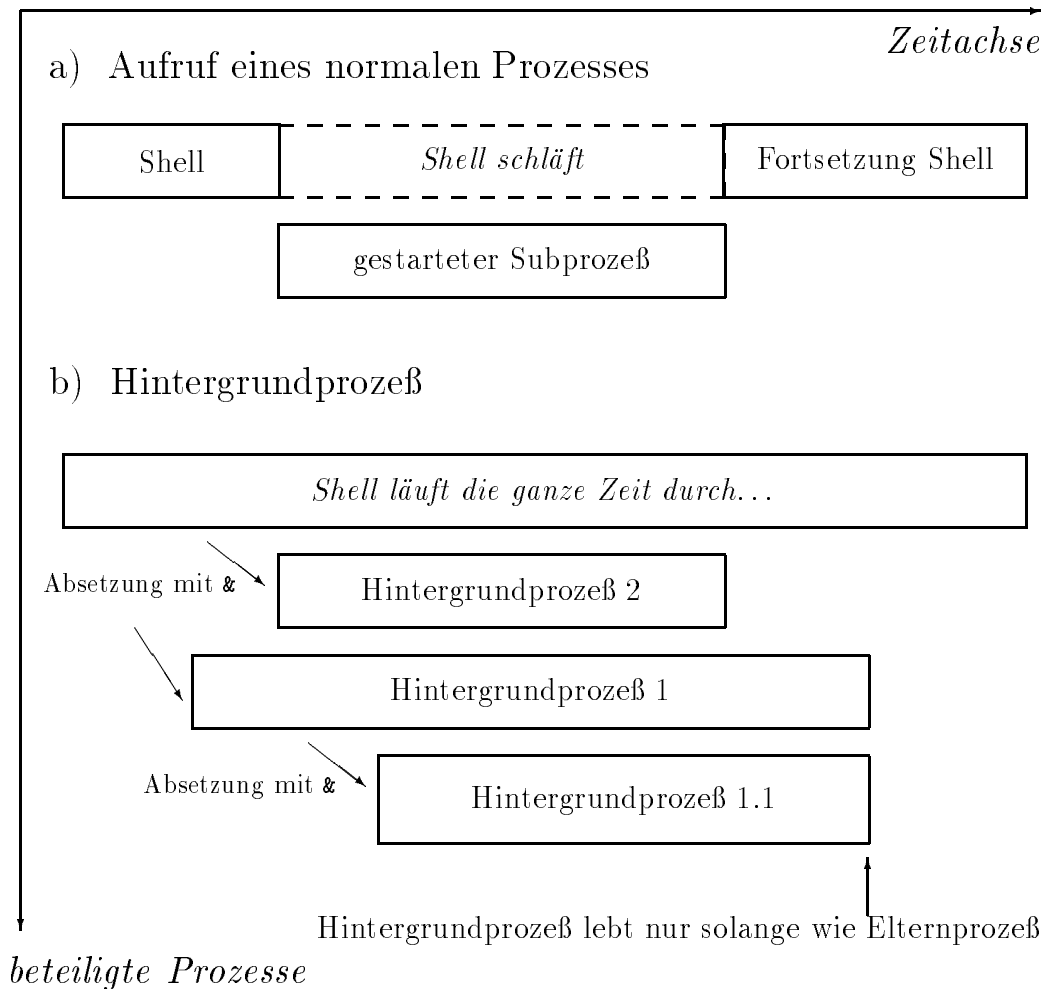 Zeitachse
a) Aufruf eines normalen Prozesses
Shell
Shell schläft
Fortsetzung Shell
gestarteter Subprozeß
b) Hintergrundprozeß
Shell läuft die ganze Zeit durch...
Absetzung mit &
Hintergrundprozeß 2
Hintergrundprozeß 1
Absetzung mit &
Hintergrundprozeß 1.1
Hintergrundprozeß lebt nur solange wie Elternprozeß
beteiligte Prozesse